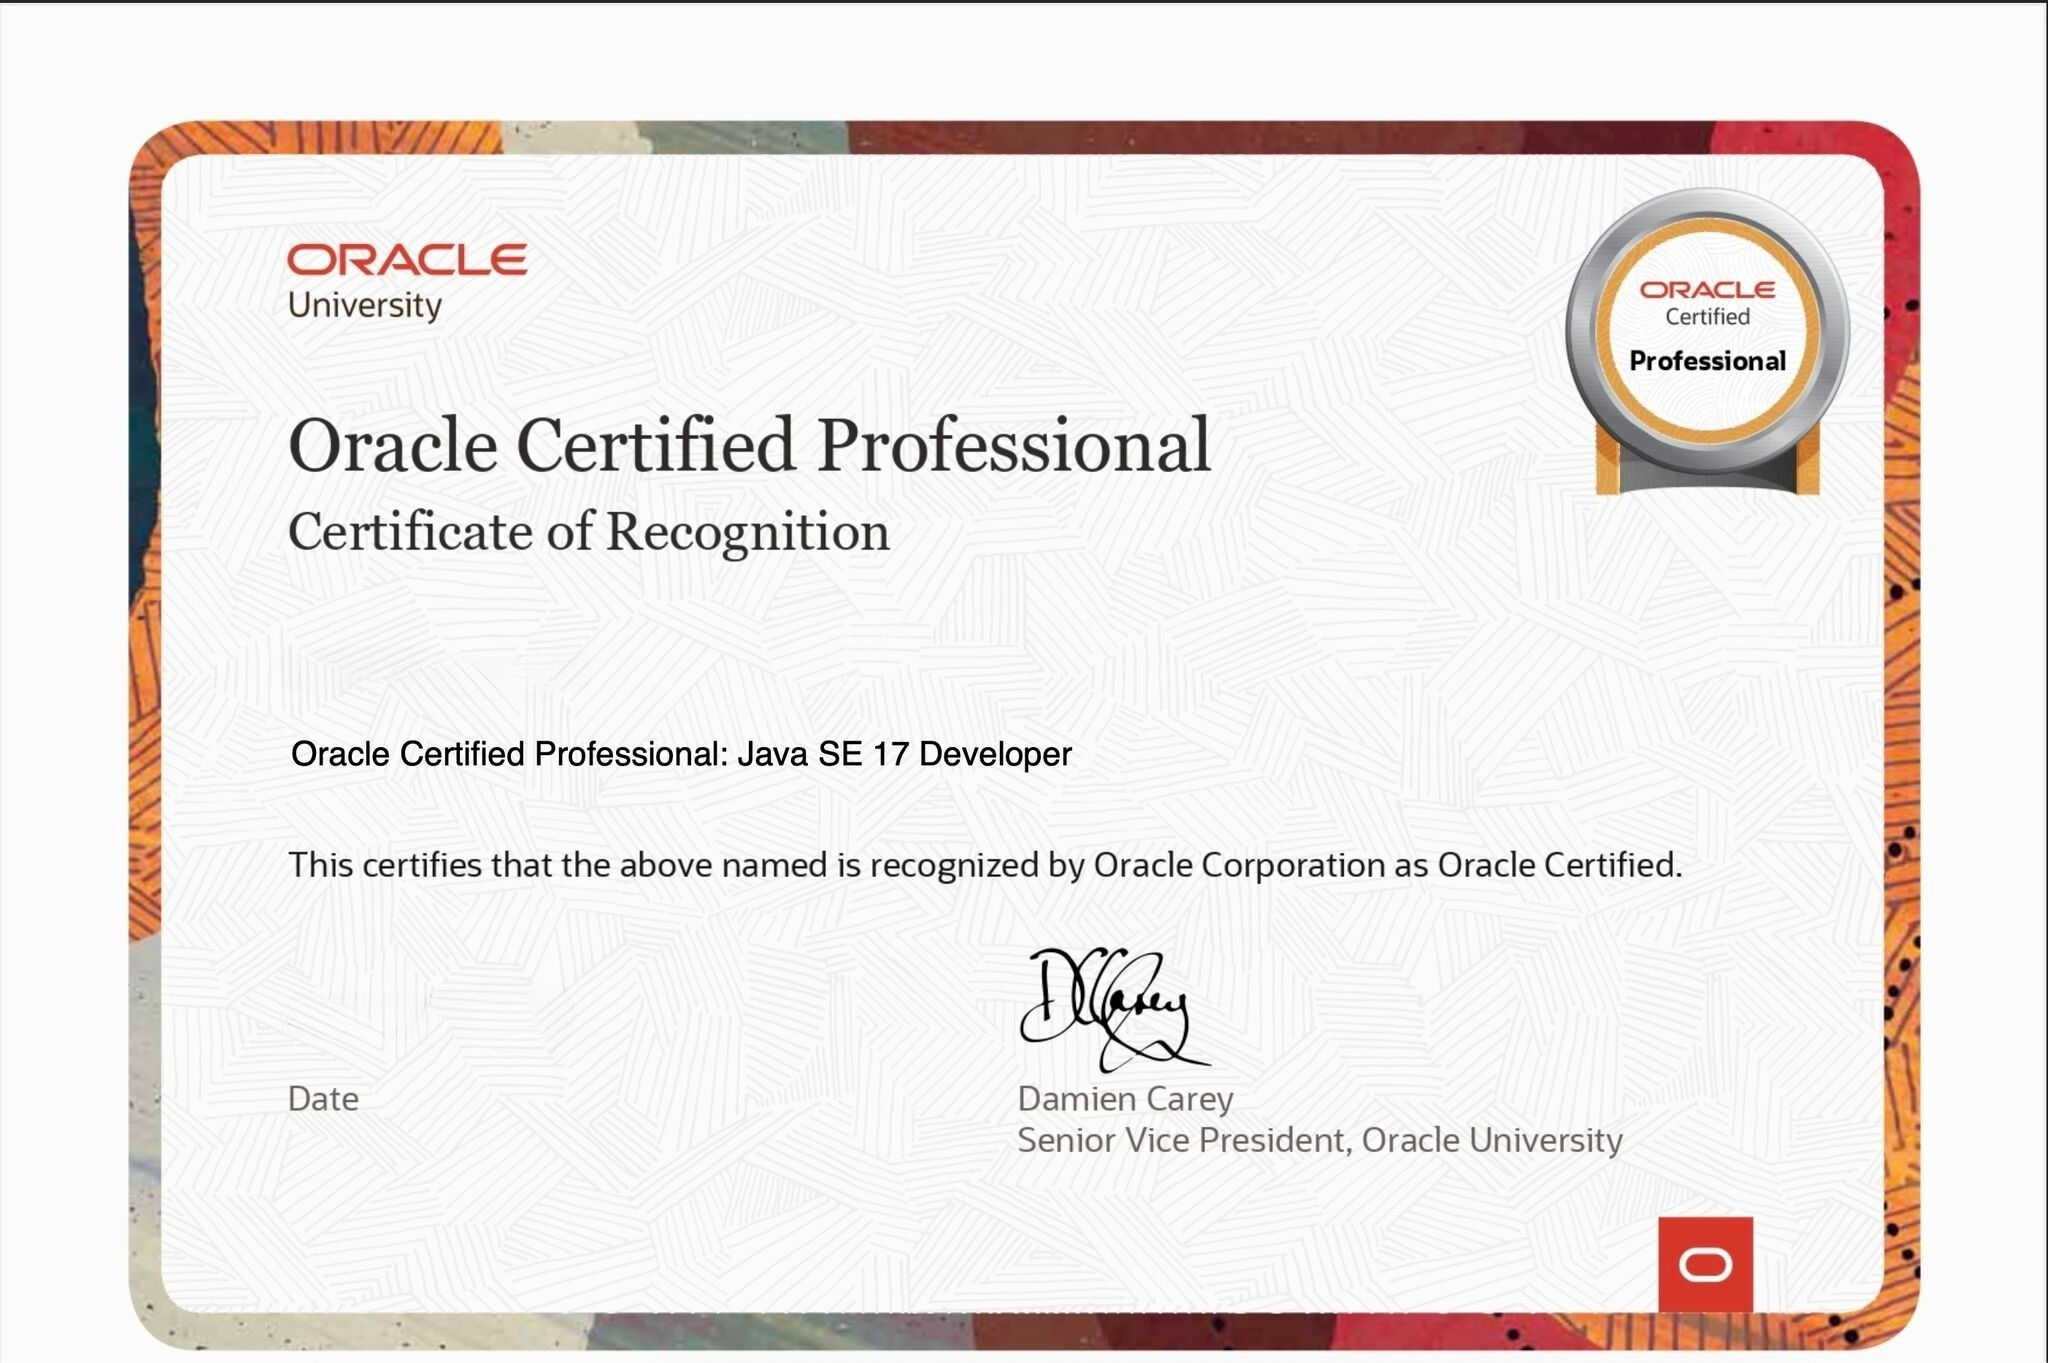 ORACLE
University
ORACLE
Certified
Professional
Oracle Certified Professional
Certificate of Recognition
Oracle Certified Professional: Java SE 17 Developer
This certifies that the above named is recognized by Oracle Corporation as Oracle Certified.
DCarey
Date
Damien Carey
Senior Vice President, Oracle University